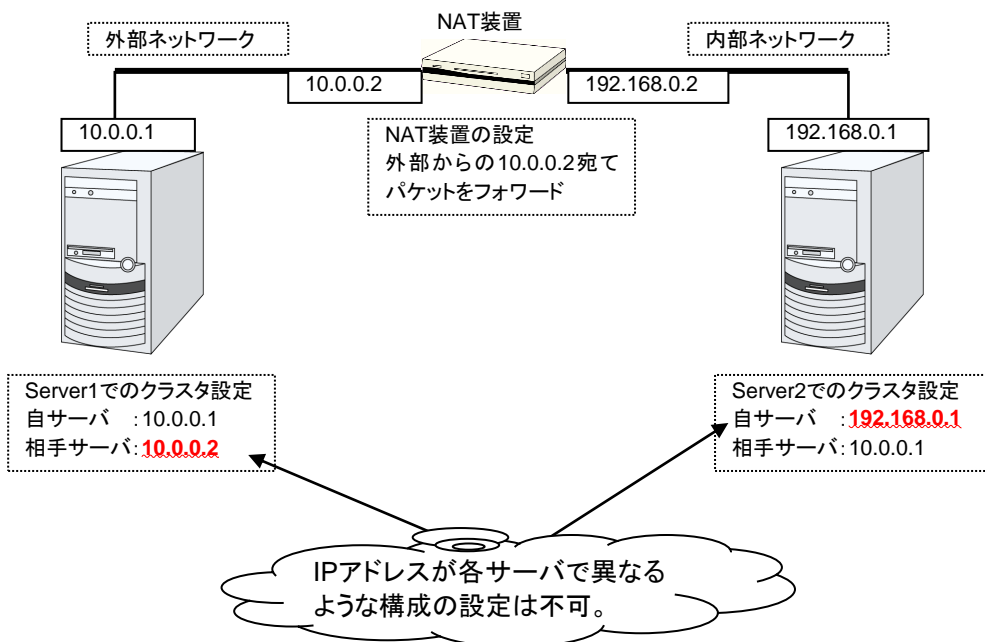 NAT装置
外部ネットワーク
内部ネットワーク
10.0.0.2
192.168.0.2
10.0.0.1
192.168.0.1
NAT装置の設定
外部からの10.0.0.2宛て
パケットをフォワード
Server1でのクラスタ設定
自サーバ :10.0.0.1
相手サーバ:10.0.0.2
Server2でのクラスタ設定
自サーバ :192.168.0.1
相手サーバ:10.0.0.1
IPアドレスが各サーバで異なる
ような構成の設定は不可。